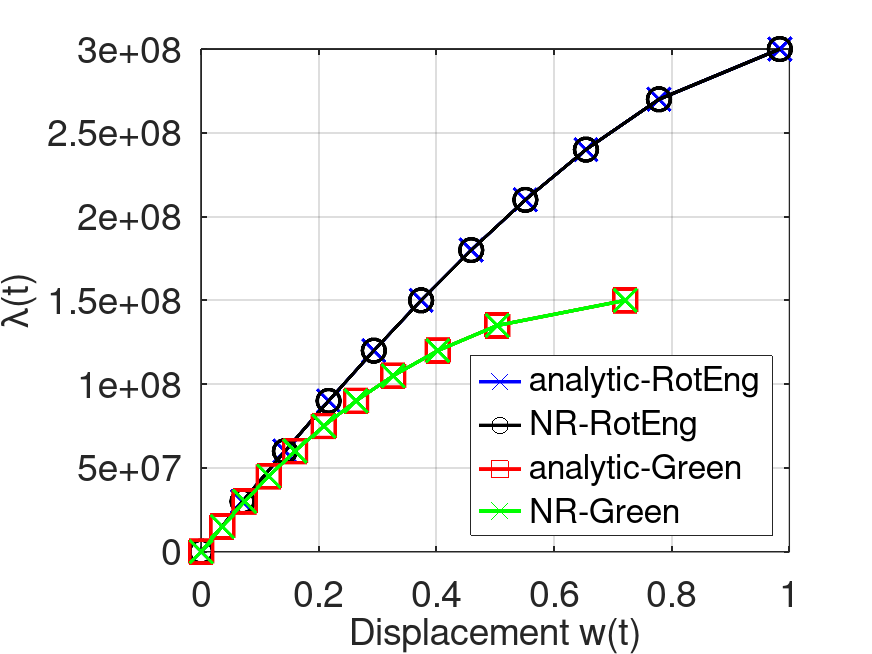 3e+08
2.5e+08
2e+08
1.5e+08
1e+08
5e+07
0
λ(t)
0 0.2 0.4 0.6 0.8 1
Displacement w(t)
analytic-RotEng
NR-RotEng
analytic-Green
NR-Green